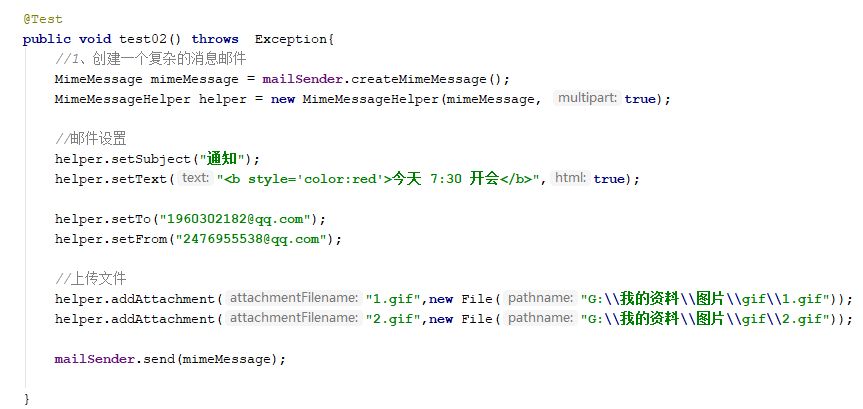 @Test
public void test02() throws  Exception{
//1、创建一个复杂的消息邮件
MimeMessage mimeMessage = mailSender.createMimeMessage();
MimeMessageHelper helper = new MimeMessageHelper(mimeMessage, multipart: true);
//邮件设置
helper.setSubject("通知");
helper.setText( text: "<b style='color:red'>今天 7:30 开会</b>", html: true);
helper.setTo("1960302182@qq.com");
helper.setFrom("2476955538@qq.com");
//上传文件
helper.addAttachment( attachmentFilename: "1.gif",new File( pathname: "G:\\我的资料\\图片\\gif\\1.gif"));
helper.addAttachment( attachmentFilename: "2.gif",new File( pathname: "G:\\我的资料\\图片\\gif\\2.gif"));
mailSender.send(mimeMessage);
}